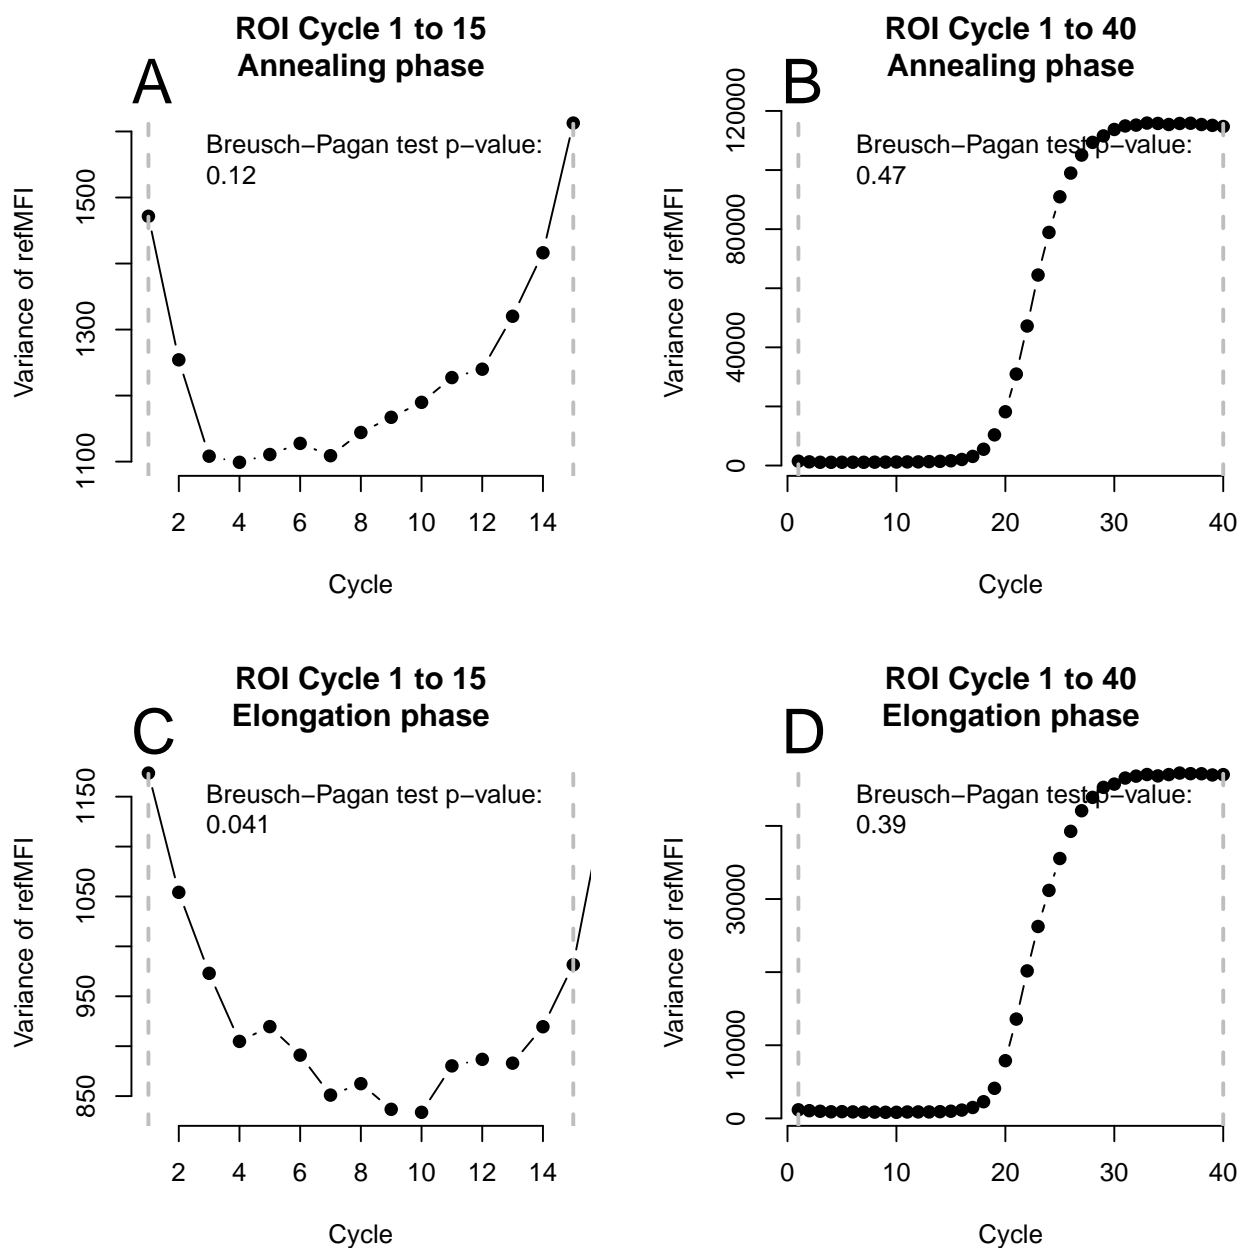 ROI Cycle 1 to 15
Annealing phase
A
Breusch−Pagan test p−value:
0.12
Variance of refMFI
1100
1300
1500
2 4 6 8 10 12 14
Cycle
ROI Cycle 1 to 40
Annealing phase
B
Breusch−Pagan test p−value:
0.47
Variance of refMFI
0
40000
80000
120000
0 10 20 30 40
Cycle
ROI Cycle 1 to 15
Elongation phase
C
Breusch−Pagan test p−value:
0.041
Variance of refMFI
850
950
1050
1150
2 4 6 8 10 12 14
Cycle
ROI Cycle 1 to 40
Elongation phase
D
Breusch−Pagan test p−value:
0.39
Variance of refMFI
0
10000
30000
0 10 20 30 40
Cycle